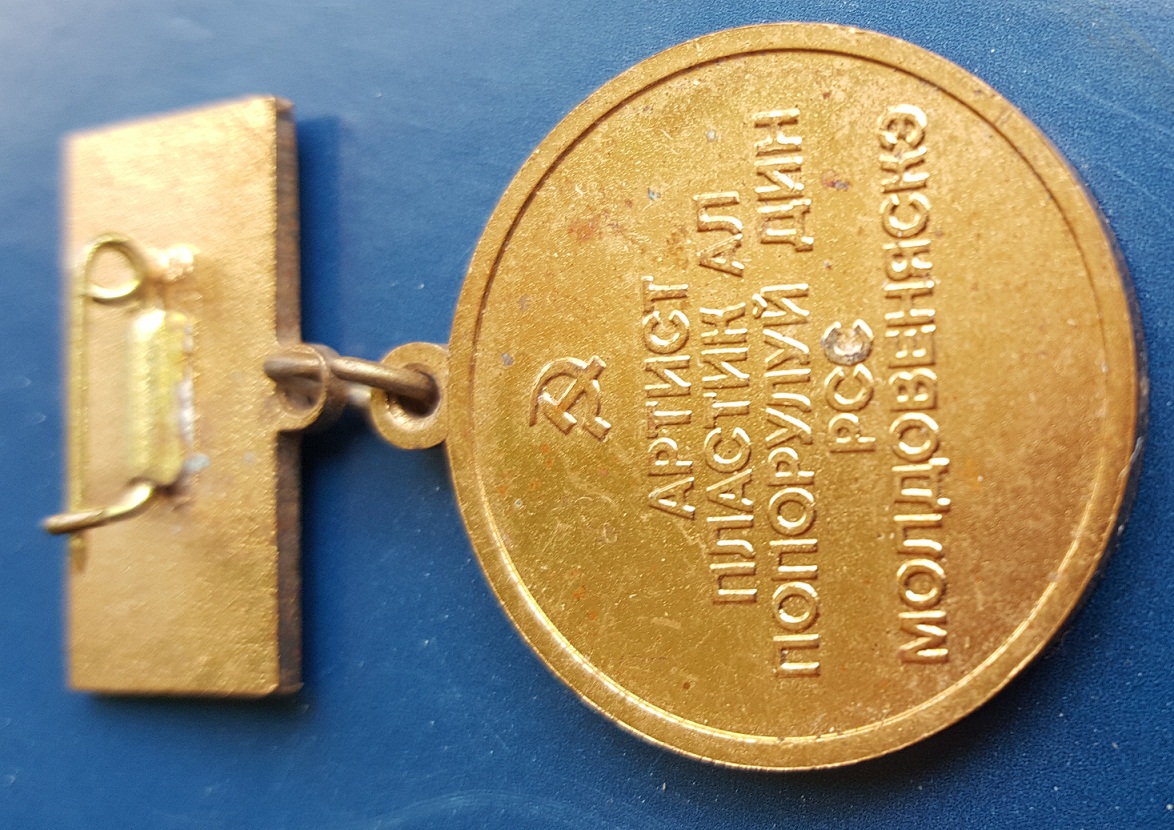 АРТИСТ
ПЛАСТИК АЛ
ПОПОРУЛУЙ ДИН
РСС
МОЛДОВЕНЯСКЭ